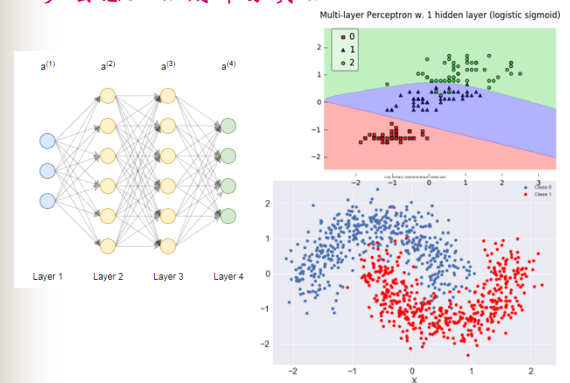 Multi-layer Perceptron w. 1 hidden layer (logistic sigmoid)
a(1)
a(2)
a(3)
a(4)
Layer 1
Layer 2
Layer 3
Layer 4
0
1
2
2
1
0
−1
−2
−2
−1
0
1
2
3
Class 0
Class 1
2
1
0
−1
−2
−2
−1
0
1
2
X